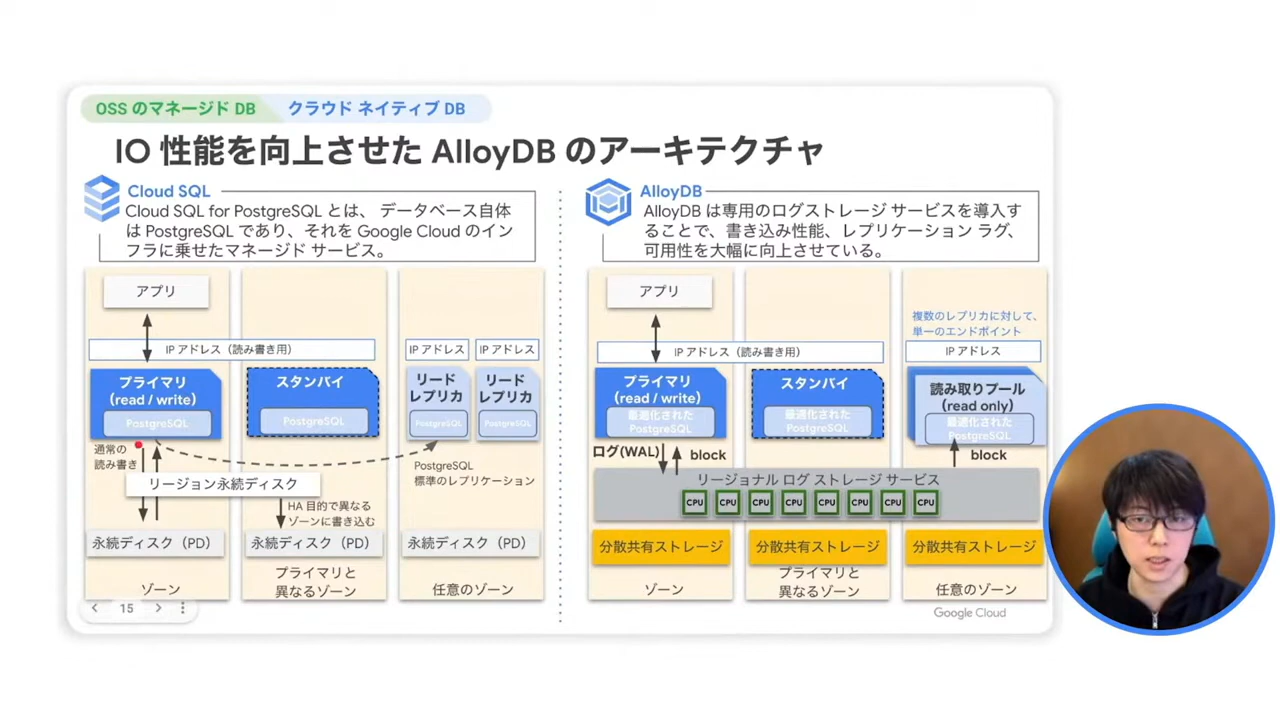 OSS のマネージド DB
クラウド ネイティブ DB
IO 性能を向上させた AlloyDB のアーキテクチャ
Cloud SQL
Cloud SQL for PostgreSQL とは、 データベース自体
は PostgreSQL であり、それを Google Cloud のイン
フラに乗せたマネージド サービス。
アプリ
IP アドレス（読み書き用）
IP アドレス
IP アドレス
プライマリ
(read / write)
PostgreSQL
スタンバイ
PostgreSQL
リード
レプリカ
PostgreSQL
リード
レプリカ
PostgreSQL
通常の
読み書き
リージョン永続ディスク
PostgreSQL
標準のレプリケーション
HA 目的で異なる
ゾーンに書き込む
永続ディスク（PD）
永続ディスク（PD）
永続ディスク（PD）
ゾーン
プライマリと
異なるゾーン
任意のゾーン
15
AlloyDB
AlloyDB は専用のログストレージ サービスを導入す
ることで、書き込み性能、レプリケーション ラグ、
可用性を大幅に向上させている。
アプリ
複数のレプリカに対して、
単一のエンドポイント
IP アドレス（読み書き用）
IP アドレス
プライマリ
(read / write)
最適化された
PostgreSQL
スタンバイ
最適化された
PostgreSQL
読み取りプール
(read only)
最適化された
PostgreSQL
ログ(WAL)
block
block
リージョナル ログ ストレージ サービス
CPU CPU CPU CPU CPU CPU CPU CPU
分散共有ストレージ
分散共有ストレージ
分散共有ストレージ
ゾーン
プライマリと
異なるゾーン
任意のゾーン
Google Cloud